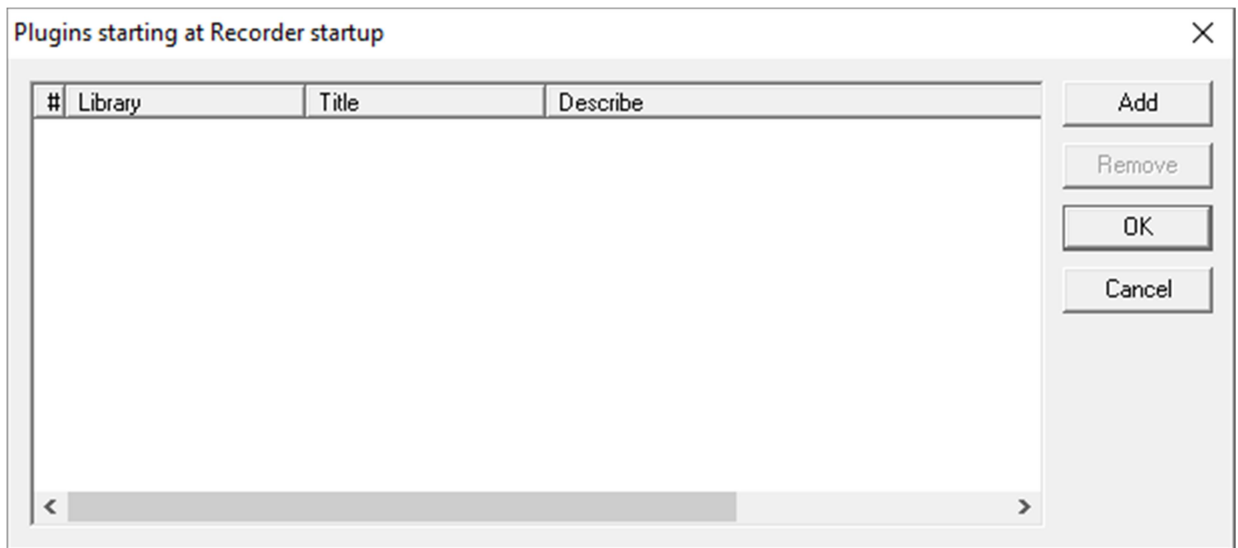 Plugins starting at Recorder startup
# Library Title Describe
Add
Remove
OK
Cancel